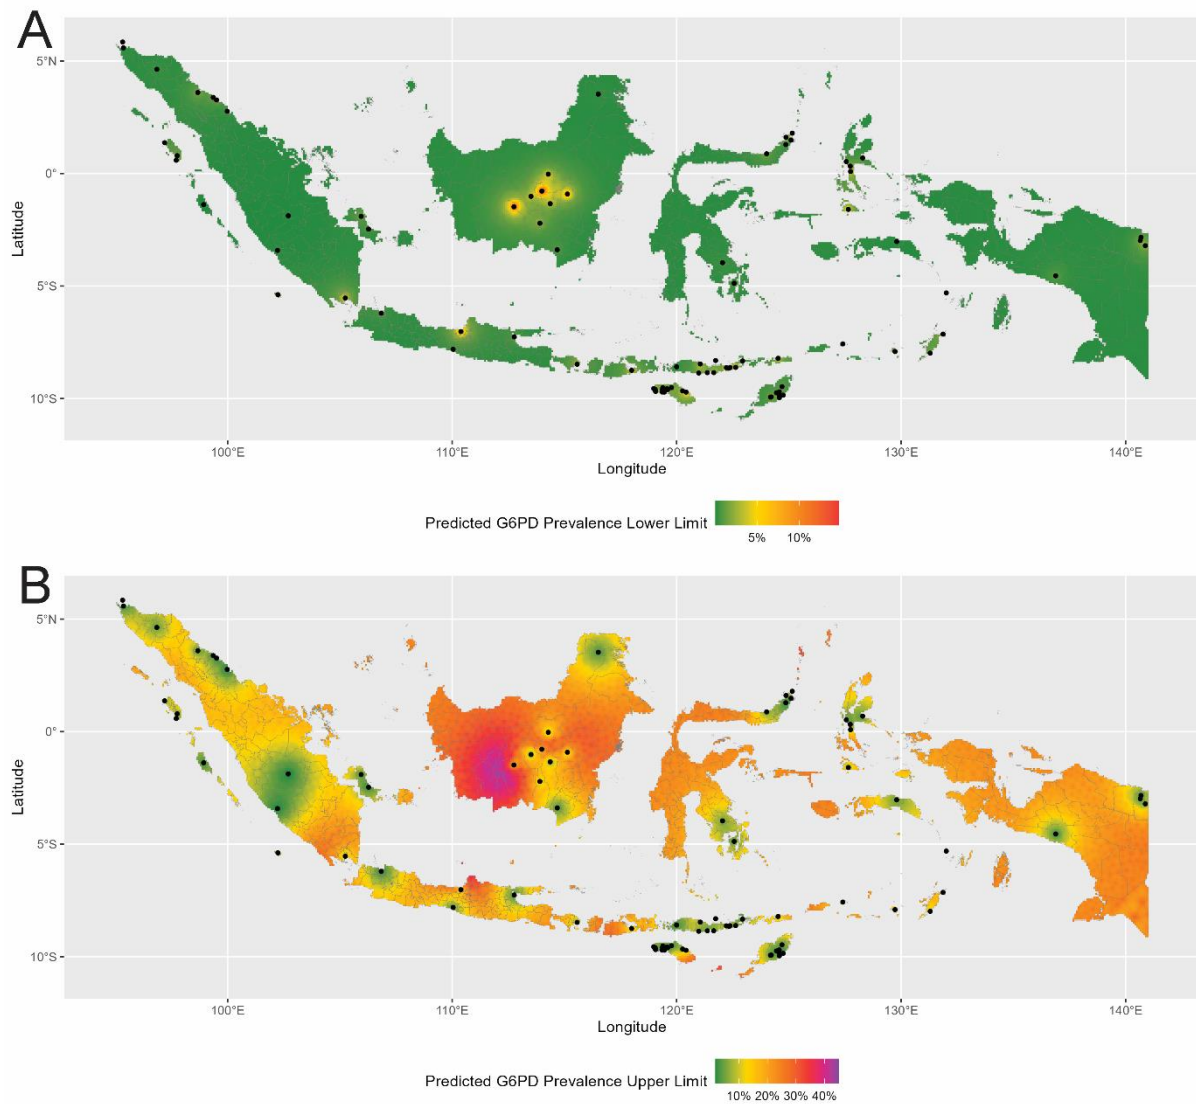 A
5°N
0°
5°S
10°S
Latitude
100°E 110°E 120°E 130°E 140°E
Longitude
Predicted G6PD Prevalence Lower Limit
5% 10%
B
5°N
0°
5°S
10°S
Latitude
100°E 110°E 120°E 130°E 140°E
Longitude
Predicted G6PD Prevalence Upper Limit
10% 20% 30% 40%